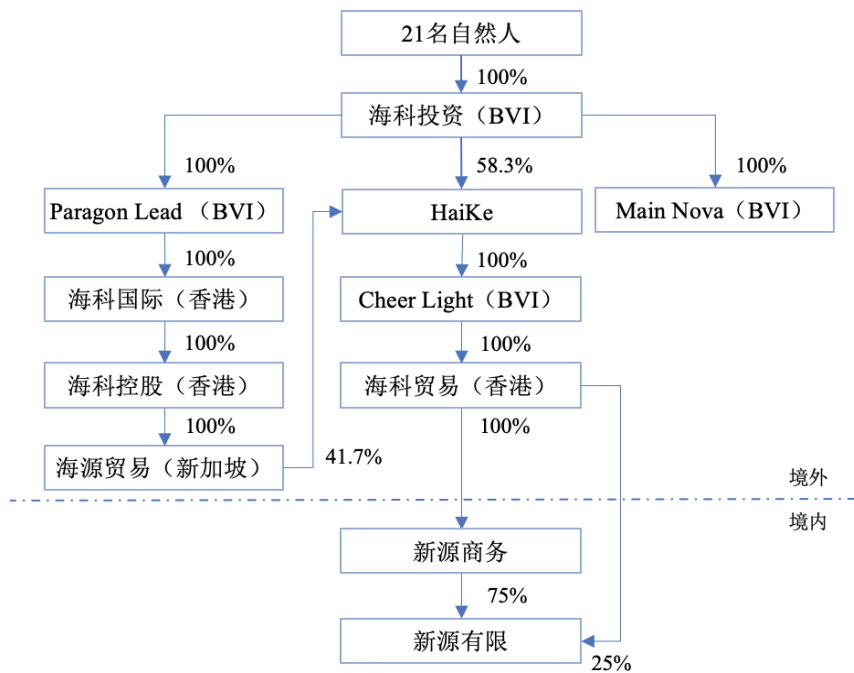 21名自然人
100%
海科投资（BVI）
100%
58.3%
100%
Paragon Lead （BVI）
HaiKe
Main Nova（BVI）
100%
100%
海科国际（香港）
Cheer Light（BVI）
100%
100%
海科控股（香港）
海科贸易（香港）
100%
100%
海源贸易（新加坡）
41.7%
境外
境内
新源商务
75%
新源有限
25%